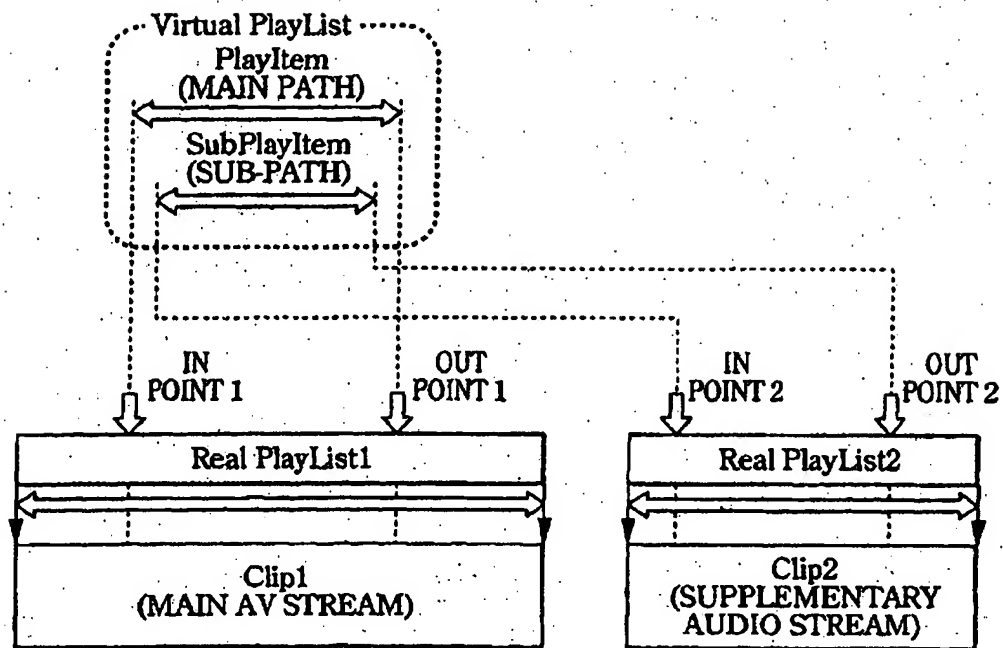 Virtual PlayList
PlayItem
(MAIN PATH)
SubPlayItem
(SUB-PATH)
IN
POINT 1
OUT
POINT 1
IN
POINT 2
OUT
POINT 2
Real PlayList1
Real PlayList2
Clip1
(MAIN AV STREAM)
Clip2
(SUPPLEMENTARY
AUDIO STREAM)